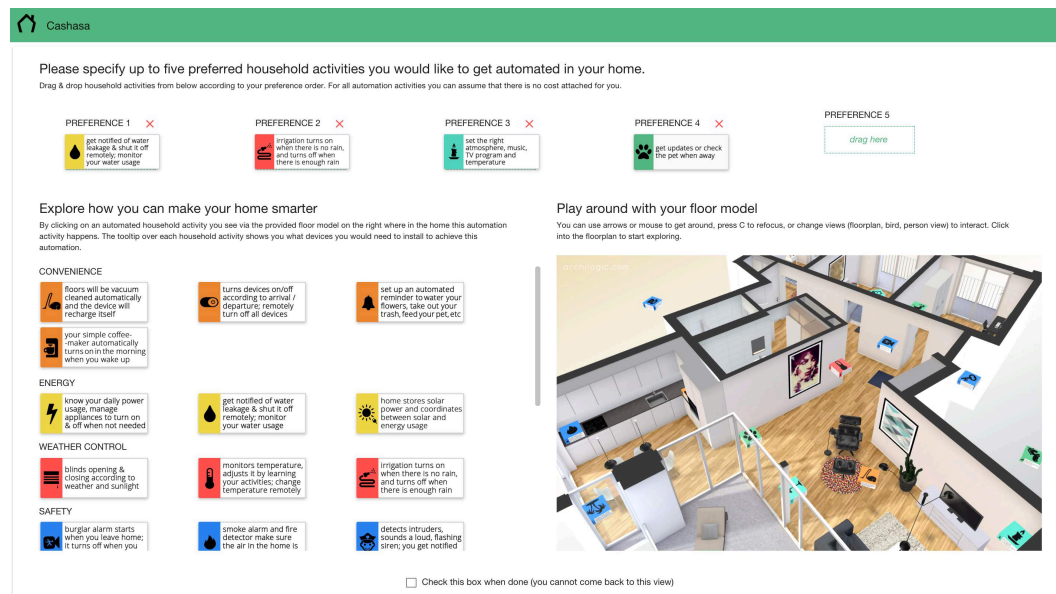 Cashasa
Please specify up to five preferred household activities you would like to get automated in your home.
Drag & drop household activities from below according to your preference order. For all automation activities you can assume that there is no cost attached for you.
PREFERENCE 1
get notified of water
leakage & shut it off
remotely; monitor
your water usage
PREFERENCE 2
irrigation turns on
when there is no rain,
and turns off when
there is enough rain
PREFERENCE 3
set the right
atmosphere, music,
TV program and
temperature
PREFERENCE 4
get updates or check
the pet when away
PREFERENCE 5
drag here
Explore how you can make your home smarter
By clicking on an automated household activity you see via the provided floor model on the right where in the home this automation
activity happens. The tooltip over each household activity shows you what devices you would need to install to achieve this
automation.
CONVENIENCE
floors will be vacuum
cleaned automatically
and the device will
recharge itself
turns devices on/off
according to arrival /
departure; remotely
turn off all devices
set up an automated
reminder to water your
flowers, take out your
trash, feed your pet, etc
your simple coffee-
-maker automatically
turns on in the morning
when you wake up
ENERGY
know your daily power
usage, manage
appliances to turn on
& off when not needed
get notified of water
leakage & shut it off
remotely; monitor
your water usage
home stores solar
power and coordinates
between solar and
energy usage
WEATHER CONTROL
blinds opening &
closing according to
weather and sunlight
monitors temperature,
adjusts it by learning
your activities; change
temperature remotely
irrigation turns on
when there is no rain,
and turns off when
there is enough rain
SAFETY
burglar alarm starts
when you leave home;
it turns off when you
smoke alarm and fire
detector make sure
the air in the home is
detects intruders,
sounds a loud, flashing
siren; you get notified
Play around with your floor model
You can use arrows or mouse to get around, press C to refocus, or change views (floorplan, bird, person view) to interact. Click
into the floorplan to start exploring.
archilogic.com
Check this box when done (you cannot come back to this view)